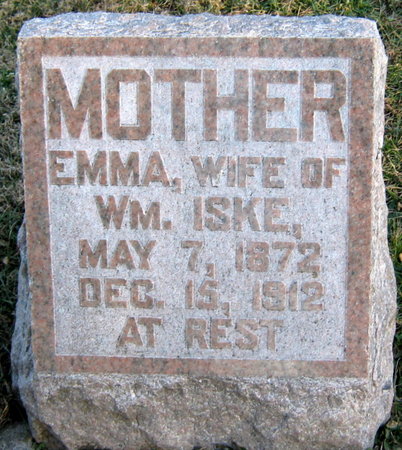 MOTHER
EMMA, WIFE OF
WM. ISKE,
MAY 7, 1872
DEC. 15, 1912
AT REST